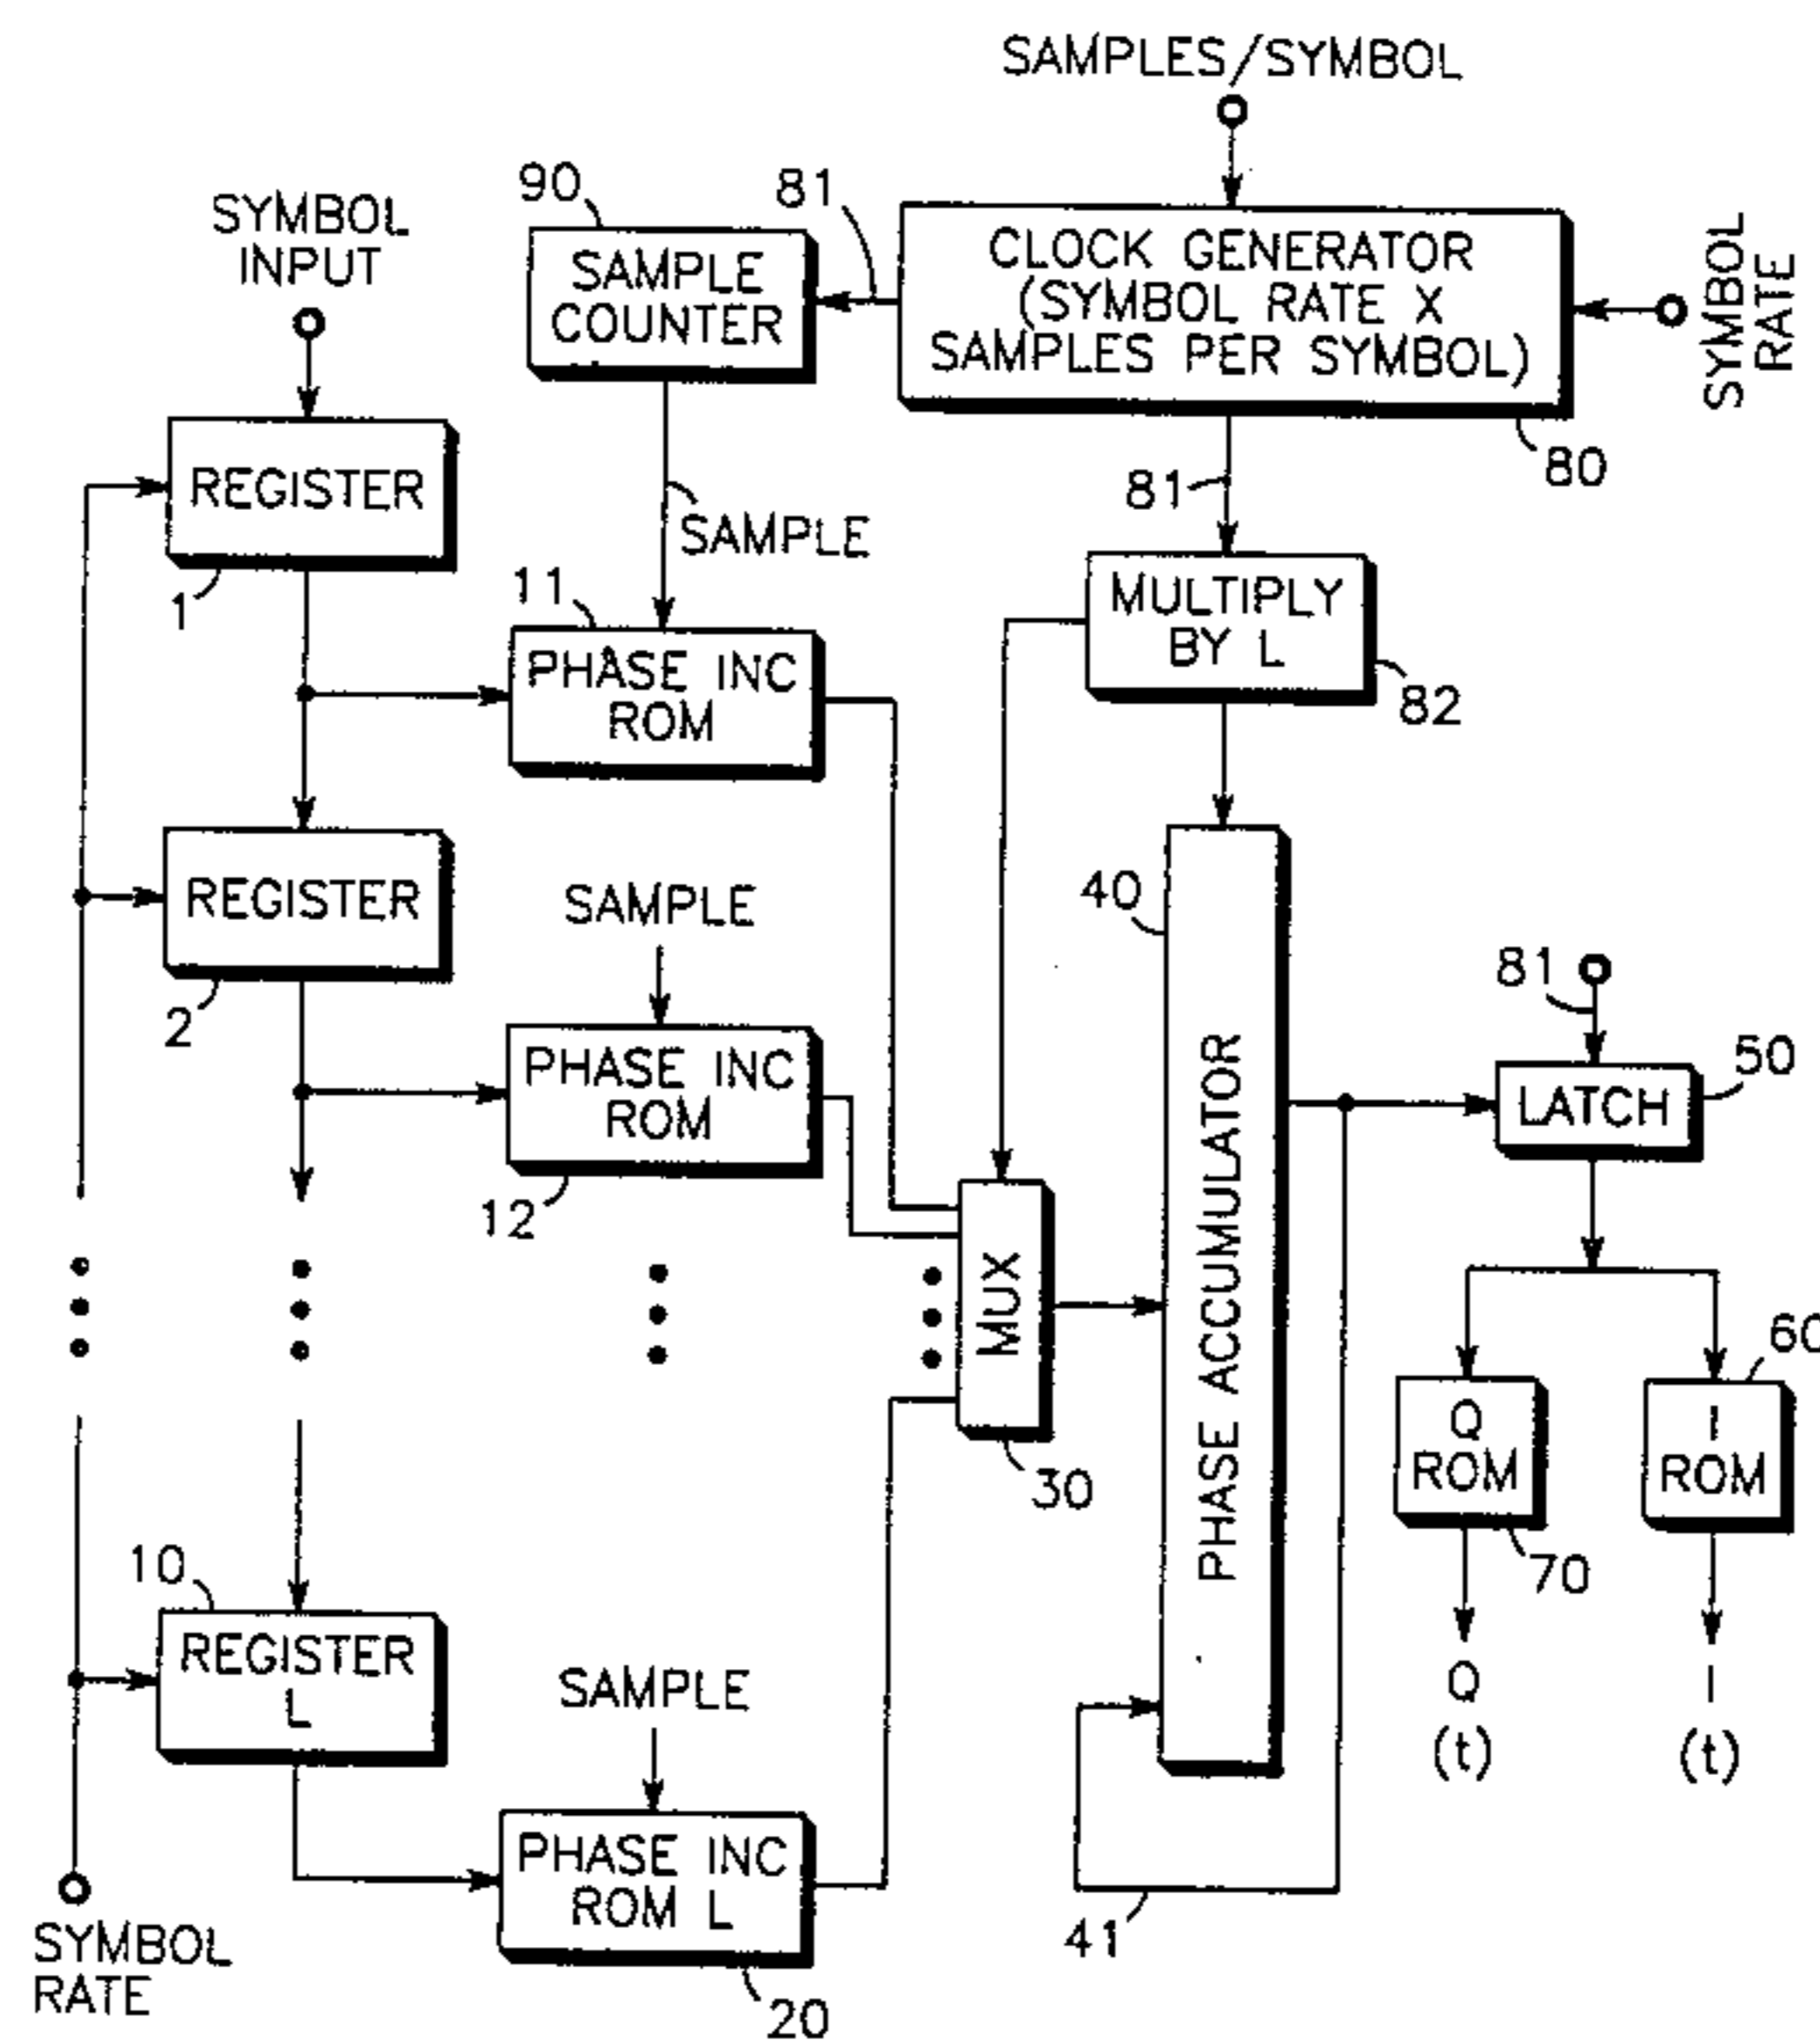 SAMPLES/SYMBOL
90
81
SYMBOL
INPUT
SAMPLE
COUNTER
CLOCK GENERATOR
(SYMBOL RATE X
SAMPLES PER SYMBOL)
SYMBOL
RATE
80
REGISTER
1
SAMPLE
81
11
PHASE INC
ROM
MULTIPLY
BY L
82
REGISTER
2
SAMPLE
40
81
50
LATCH
PHASE INC
ROM
12
MUX
30
PHASE ACCUMULATOR
60
Q
ROM
70
I
ROM
10
REGISTER
L
SAMPLE
Q
(t)
I
(t)
PHASE INC
ROM L
20
41
SYMBOL
RATE